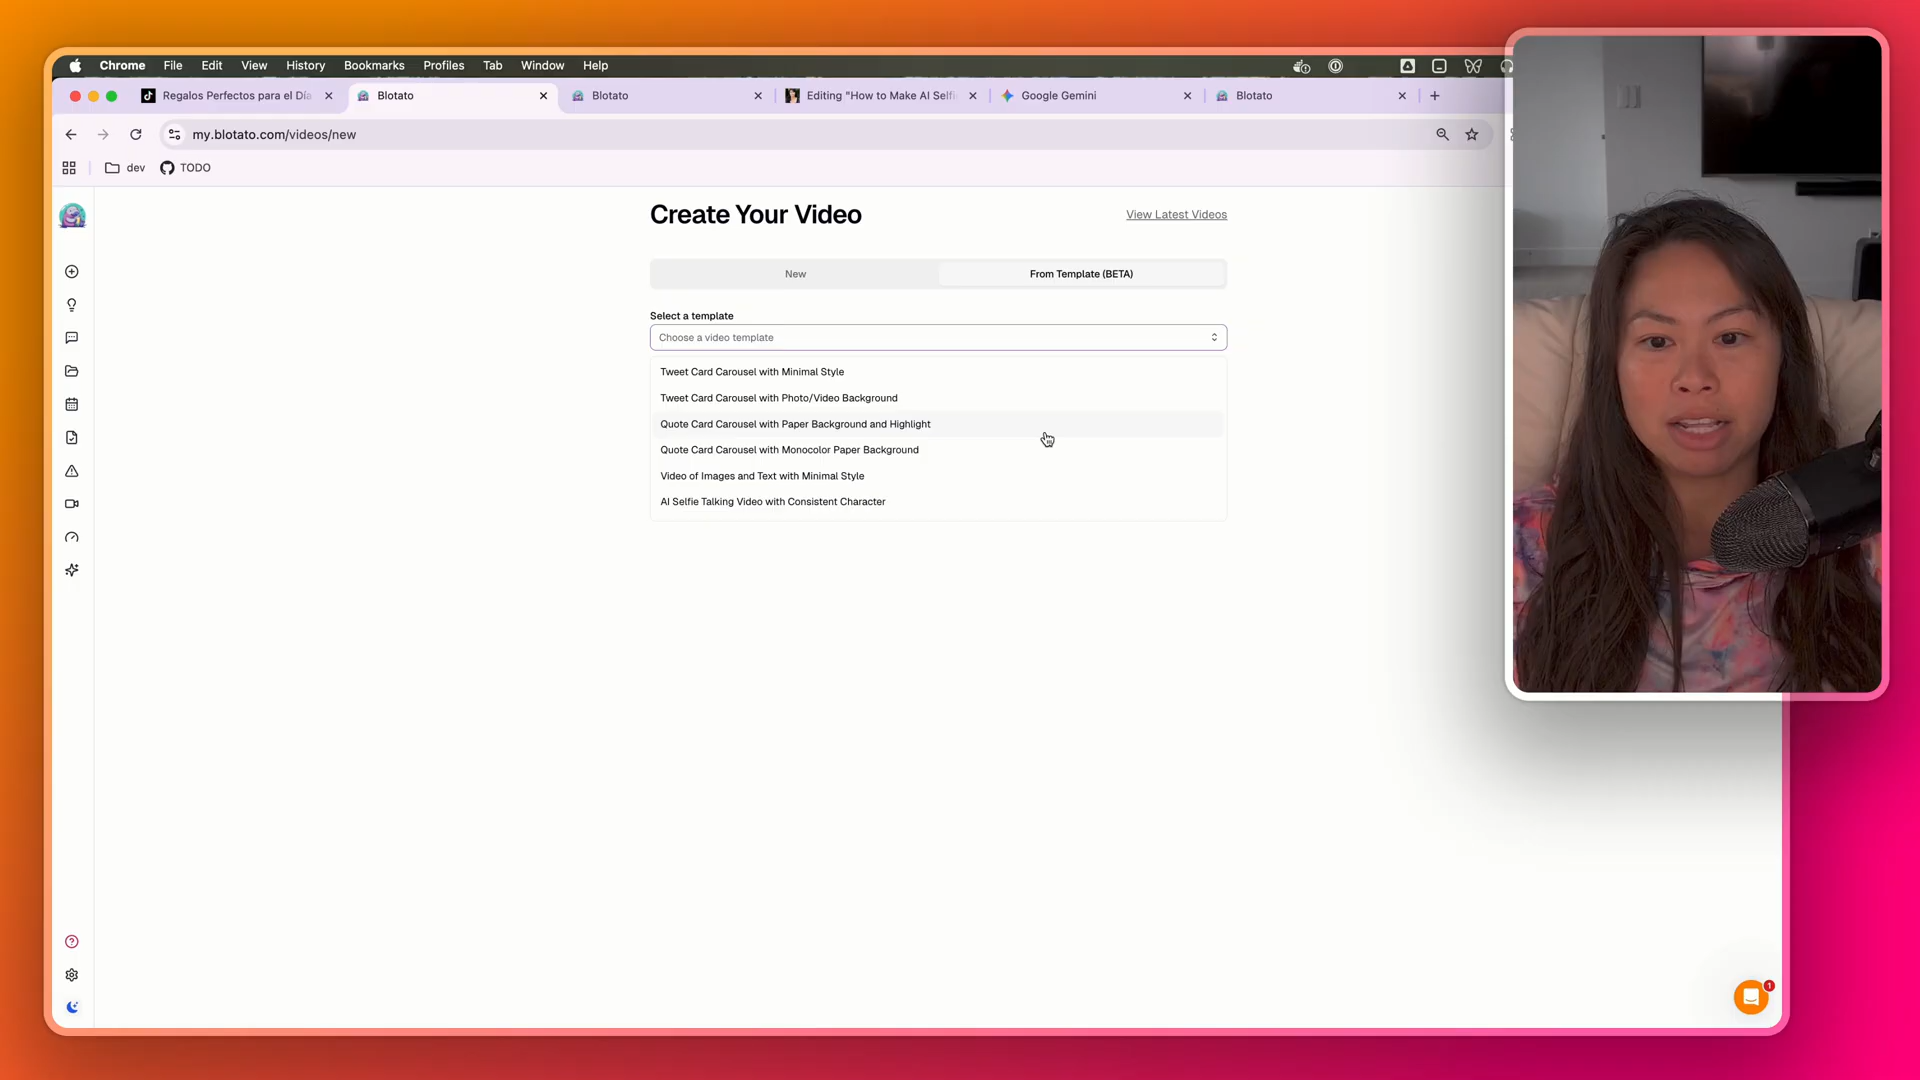 Chrome File Edit View History Bookmarks Profiles Tab Window Help
Regalos Perfectos para el Día
Blotato
Blotato
Editing "How to Make AI Selfi
Google Gemini
Blotato
my.blotato.com/videos/new
dev
TODO
Create Your Video
View Latest Videos
New
From Template (BETA)
Select a template
Choose a video template
Tweet Card Carousel with Minimal Style
Tweet Card Carousel with Photo/Video Background
Quote Card Carousel with Paper Background and Highlight
Quote Card Carousel with Monocolor Paper Background
Video of Images and Text with Minimal Style
AI Selfie Talking Video with Consistent Character
1